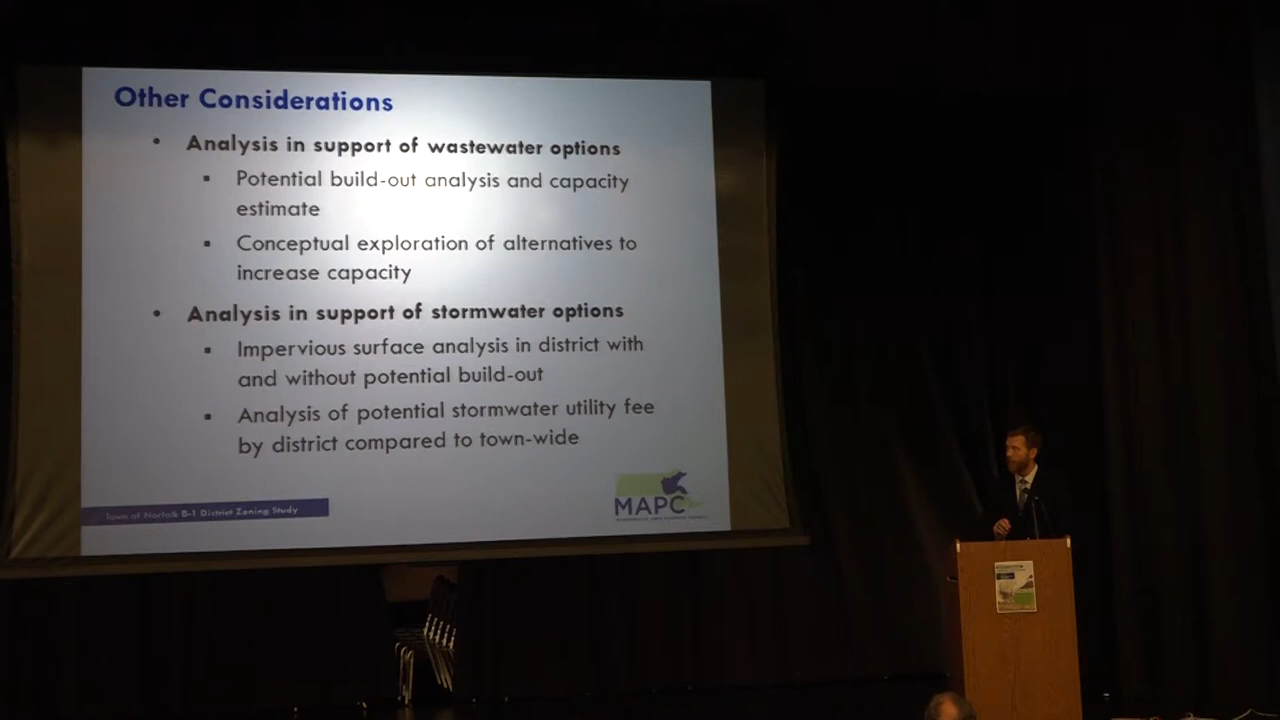 Other Considerations
• Analysis in support of wastewater options
▪ Potential build-out analysis and capacity
estimate
▪ Conceptual exploration of alternatives to
increase capacity
• Analysis in support of stormwater options
▪ Impervious surface analysis in district with
and without potential build-out
▪ Analysis of potential stormwater utility fee
by district compared to town-wide
Town of Norfolk B-1 District Zoning Study
MAPC